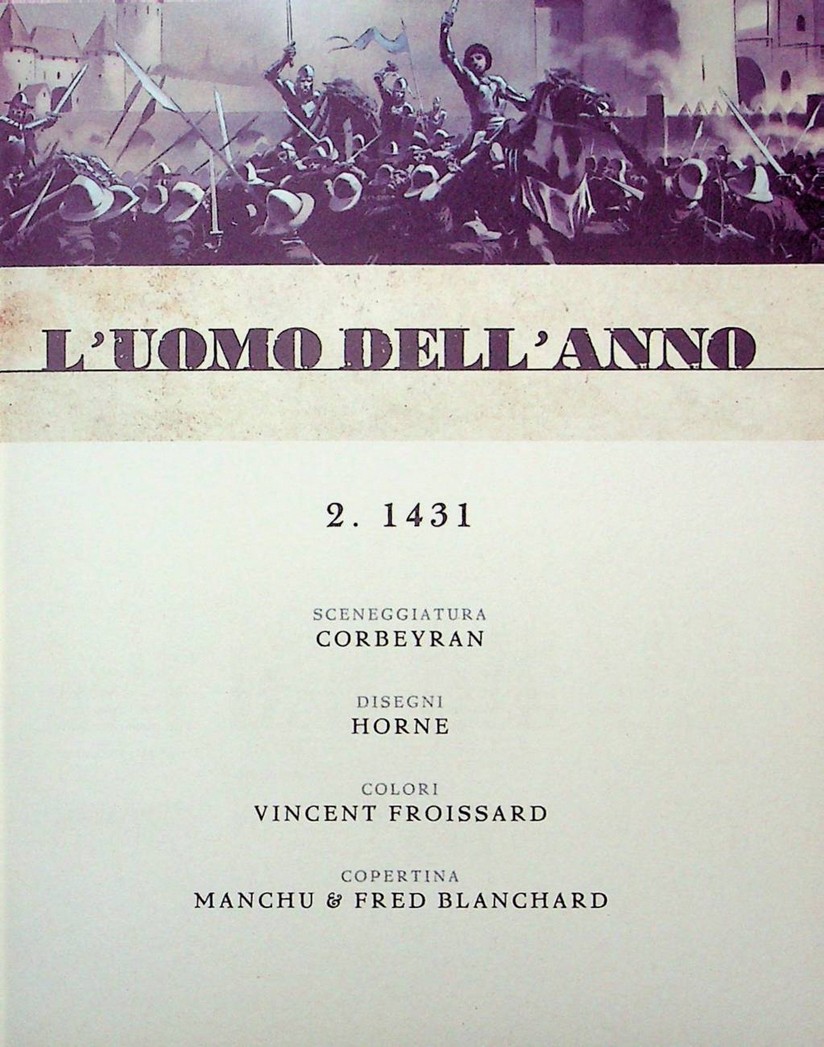 L'UOMO DELL'ANNO
2. 1431
SCENEGGIATURA
CORBEYRAN
DISEGNI
HORNE
COLORI
VINCENT FROISSARD
COPERTINA
MANCHU & FRED BLANCHARD